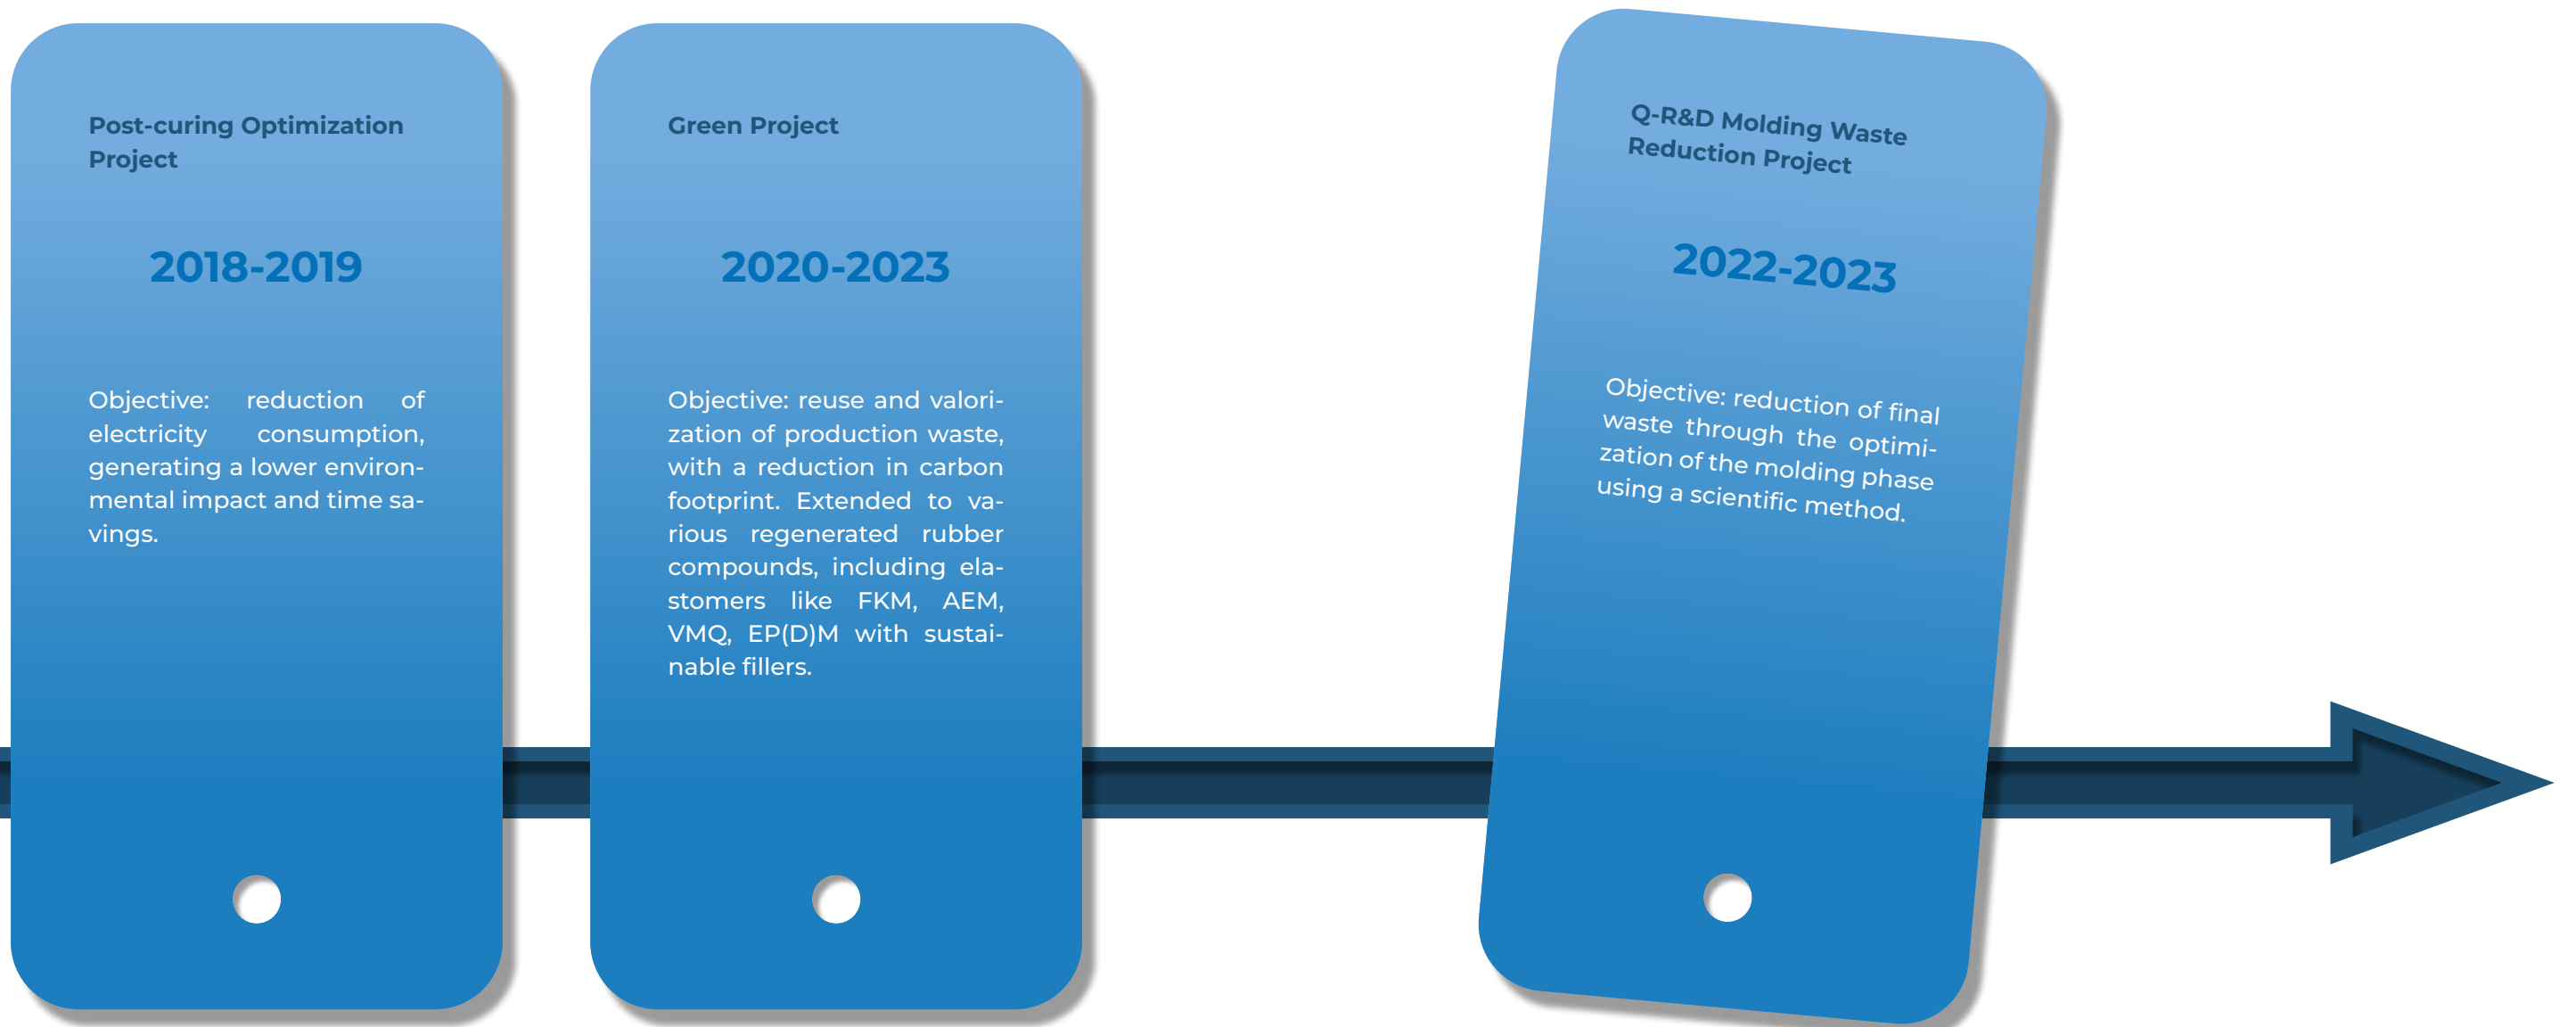 Post-curing Optimization
Project
2018-2019
Objective: reduction of
electricity consumption,
generating a lower environ-
mental impact and time sa-
vings.
Green Project
2020-2023
Objective: reuse and valori-
zation of production waste,
with a reduction in carbon
footprint. Extended to va-
rious regenerated rubber
compounds, including ela-
stomers like FKM, AEM,
VMQ, EP(D)M with sustai-
nable fillers.
Q-R&D Molding Waste
Reduction Project
2022-2023
Objective: reduction of final
waste through the optimi-
zation of the molding phase
using a scientific method.